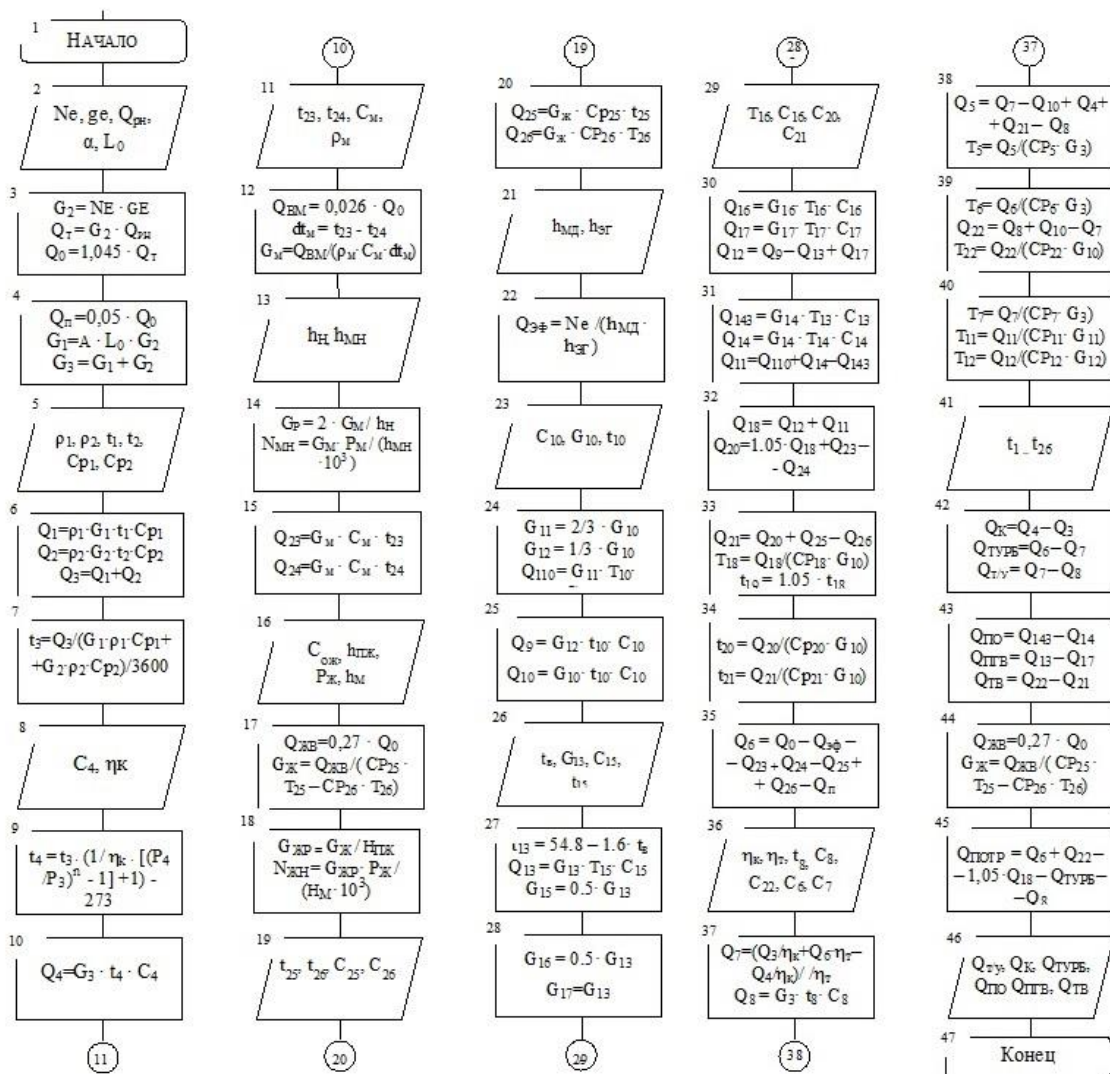 1
НАЧАЛО
2
Ne, ge, Qрн,
α, L0
3
G2 = NE · GE
Qт = G2 · QРН
Q0 = 1,045 · Qт
4
Qп=0,05 · Q0
G1=A · L0 · G2
G3 = G1 + G2
5
ρ1, ρ2, t1, t2,
Cp1, Cp2
6
Q1=ρ1·G1·t1·Cp1
Q2=ρ2·G2·t2·Cp2
Q3=Q1+Q2
7
t3=Q3/(G1·ρ1·Cp1+
+G2·ρ2·Cp2)/3600
8
C4, ηк
9
t4 = t3 · (1/ ηk · [(P4
/P3)ⁿ - 1] +1) -
273
10
Q4=G3 · t4 · C4
11
10
11
t23, t24, Cм,
ρм
12
QВМ = 0,026 · Q0
dtм = t23 - t24
Gм=QВМ/(ρм·Cм·dtм)
13
hН, hМН
14
GР = 2 · GМ / hН
NМН = GМ· PМ / (hМН
·10³)
15
Q23=Gм · Cм · t23
Q24=Gм · Cм · t24
16
Cож, hПЖ,
PЖ, hМ
17
QЖВ=0,27 · Q0
GЖ = QЖВ/( CP25 ·
T25 – CP26 · T26)
18
GЖР = GЖ / HПЖ
NЖН = GЖР· PЖ /
(HМ ·10³)
19
t25, t26, C25, C26
20
19
20
Q25=Gж · Cp25 · t25
Q26=Gж · CP26 · T26
21
hМД, hЭГ
22
QЭФ = Ne /(hМД ·
hЭГ)
23
C10, G10, t10
24
G11 = 2/3 · G10
G12 = 1/3 · G10
Q110 = G11· T10·
25
Q9 = G12 · t10 · C10
Q10 = G10 · t10 · C10
26
tв, G13, C15,
t15
27
t13 = 54.8 – 1.6 · tв
Q13 = G13 · T15 · C15
G15 = 0.5 · G13
28
G16 = 0.5 · G13
G17=G13
29
28
29
T16, C16, C20,
C21
30
Q16 = G16 · T16 · C16
Q17 = G17 · T17 · C17
Q12 = Q9 – Q13 + Q17
31
Q143 = G14 · T13 · C13
Q14 = G14 · T14 · C14
Q11=Q110+Q14–Q143
32
Q18 = Q12 + Q11
Q20=1.05· Q18 +Q23–
- Q24
33
Q21 = Q20 + Q25 – Q26
T18 = Q18/(CP18 · G10)
t19 = 1.05 · t18
34
t20 = Q20/(Cp20 · G10)
t21 = Q21/(Cp21 · G10)
35
Q6 = Q0 – Qэф –
– Q23 + Q24 – Q25 +
+ Q26 – Qп
36
ηк, ηт, t8, C8,
C22, C6, C7
37
Q7=(Q3/ηк+Q6·ηт–
Q4/ηк)/ /ηт
Q8 = G3 · t8 · C8
38
37
38
Q5 = Q7 – Q10 + Q4 +
+ Q21 – Q8
T5 = Q5/(CP5 · G3)
39
T6= Q6/(CP6 · G3)
Q22 = Q8 + Q10 – Q7
T22= Q22/(CP22 · G10)
40
T7= Q7/(CP7 · G3)
T11= Q11/(CP11 · G11)
T12= Q12/(CP12 · G12)
41
t1 ... t26
42
QК=Q4 – Q3
QТУРБ=Q6 – Q7
QТ/У = Q7 – Q8
43
QПО = Q143 – Q14
QПГВ = Q13 – Q17
QТВ = Q22 – Q21
44
QЖВ=0,27 · Q0
GЖ = QЖВ/( CP25 ·
T25 – CP26 · T26)
45
QПОТР = Q6 + Q22 –
–1,05 · Q18 – QТУРБ –
–Q8
46
QТ/У, QК, QТУРБ,
QПО QПГВ, QТВ
47
Конец